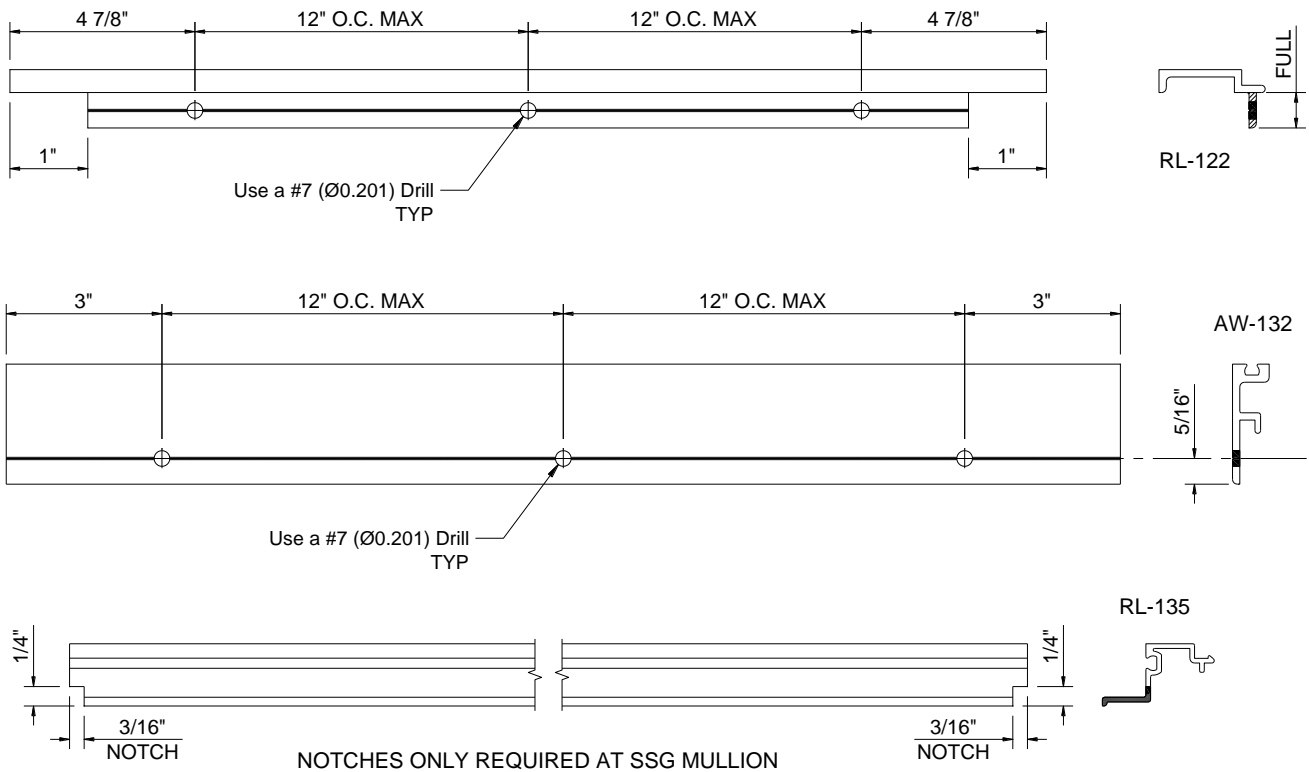 4 7/8"
12" O.C. MAX
12" O.C. MAX
4 7/8"
FULL
1"
1"
RL-122
Use a #7 (Ø0.201) Drill
TYP
3"
12" O.C. MAX
12" O.C. MAX
3"
AW-132
5/16"
Use a #7 (Ø0.201) Drill
TYP
RL-135
1/4"
1/4"
3/16"
NOTCH
3/16"
NOTCH
NOTCHES ONLY REQUIRED AT SSG MULLION